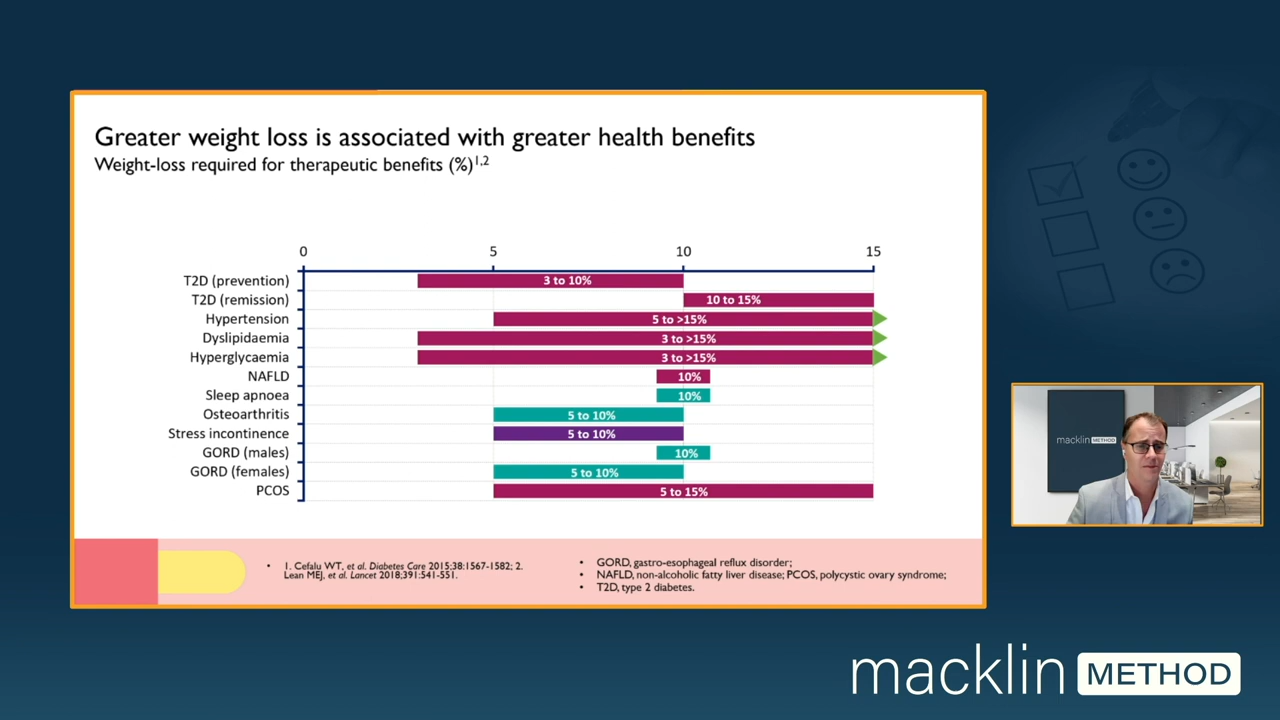 Greater weight loss is associated with greater health benefits
Weight-loss required for therapeutic benefits (%)1,2
0 5 10 15
T2D (prevention) 3 to 10%
T2D (remission) 10 to 15%
Hypertension 5 to >15%
Dyslipidaemia 3 to >15%
Hyperglycaemia 3 to >15%
NAFLD 10%
Sleep apnoea 10%
Osteoarthritis 5 to 10%
Stress incontinence 5 to 10%
GORD (males) 10%
GORD (females) 5 to 10%
PCOS 5 to 15%
• 1. Cefalu WT, et al. Diabetes Care 2015;38:1567-1582; 2.
Lean MEJ, et al. Lancet 2018;391:541-551.
• GORD, gastro-esophageal reflux disorder;
• NAFLD, non-alcoholic fatty liver disease; PCOS, polycystic ovary syndrome;
• T2D, type 2 diabetes.
macklin METHOD
macklin METHOD